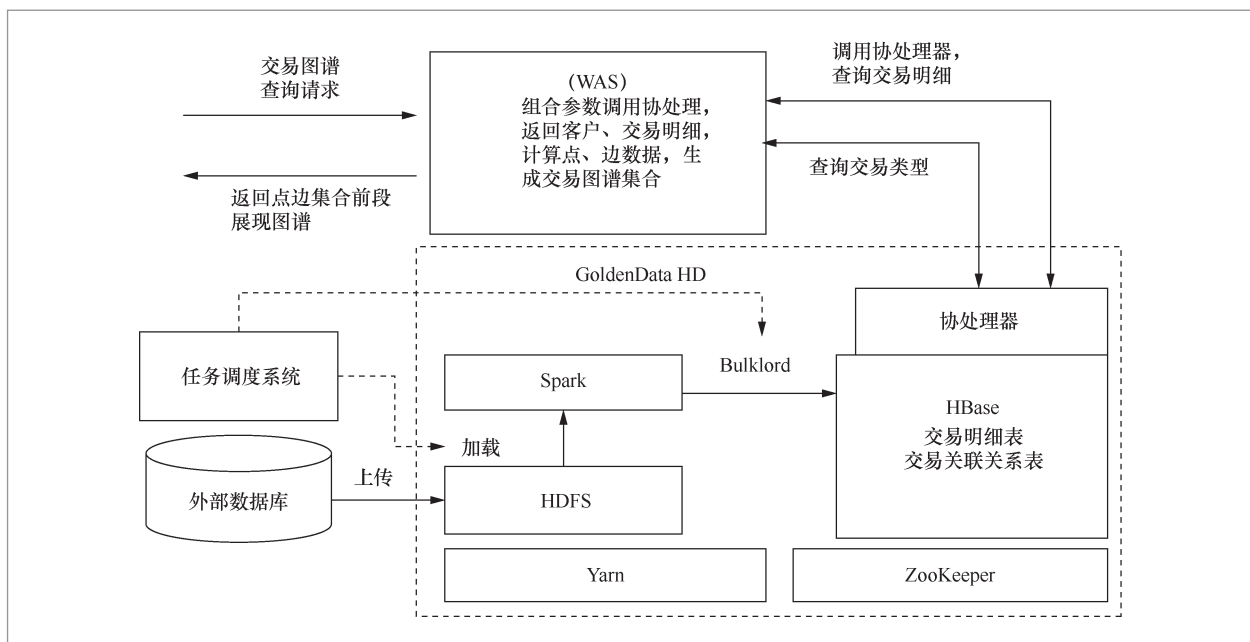 交易图谱
查询请求
返回点边集合前段
展现图谱
（WAS）
组合参数调用协处理，
返回客户、交易明细，
计算点、边数据，生
成交易图谱集合
调用协处理器，
查询交易明细
查询交易类型
GoldenData HD
任务调度系统
外部数据库
上传
加载
Spark
HDFS
Bulklord
协处理器
HBase
交易明细表
交易关联关系表
Yarn
ZooKeeper